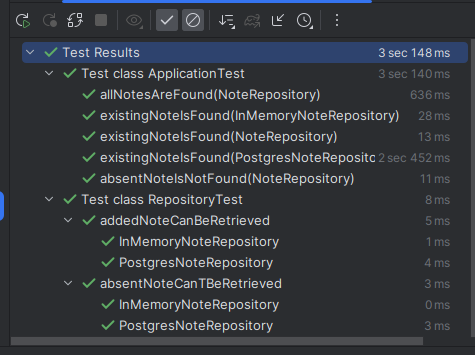 Test Results 3 sec 148 ms
Test class ApplicationTest 3 sec 140 ms
allNotesAreFound(NoteRepository) 636 ms
existingNoteIsFound(InMemoryNoteRepository) 28 ms
existingNoteIsFound(NoteRepository) 13 ms
existingNoteIsFound(PostgresNoteReposito 2 sec 452 ms
absentNoteIsNotFound(NoteRepository) 11 ms
Test class RepositoryTest 8 ms
addedNoteCanBeRetrieved 5 ms
InMemoryNoteRepository 1 ms
PostgresNoteRepository 4 ms
absentNoteCanTBeRetrieved 3 ms
InMemoryNoteRepository 0 ms
PostgresNoteRepository 3 ms